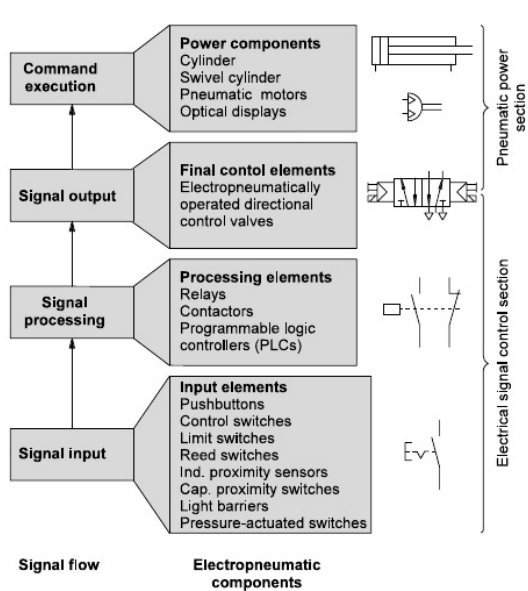 Command
execution
Power components
Cylinder
Swivel cylinder
Pneumatic motors
Optical displays
Pneumatic power
section
Signal output
Final contol elements
Electropneumatically
operated directional
control valves
Signal
processing
Processing elements
Relays
Contactors
Programmable logic
controllers (PLCs)
Electrical signal control section
Signal input
Input elements
Pushbuttons
Control switches
Limit switches
Reed switches
Ind. proximity sensors
Cap. proximity switches
Light barriers
Pressure-actuated switches
Signal flow
Electropneumatic
components